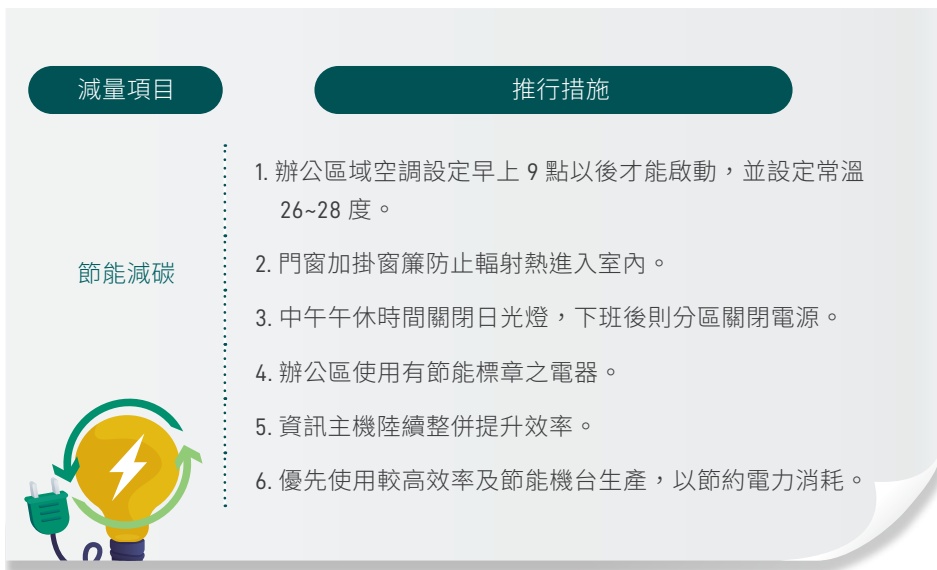 減量項目
推行措施
節能減碳
1. 辦公區域空調設定早上 9 點以後才能啟動，並設定常溫
26~28 度。
2. 門窗加掛窗簾防止輻射熱進入室內。
3. 中午午休時間關閉日光燈，下班後則分區關閉電源。
4. 辦公區使用有節能標章之電器。
5. 資訊主機陸續整併提升效率。
6. 優先使用較高效率及節能機台生產，以節約電力消耗。